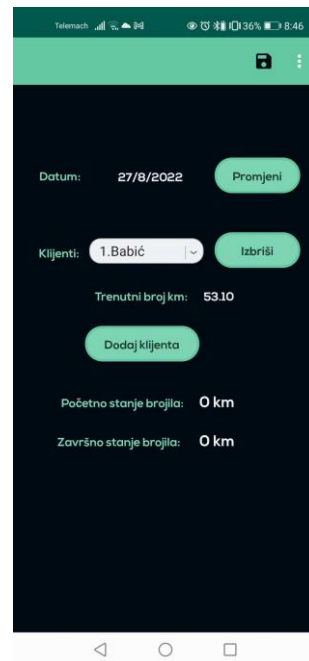 Telemach 36% 8:46
Datum: 27/8/2022 Promjeni
Klijenti: 1.Babić Izbriši
Trenutni broj km: 53.10
Dodaj klijenta
Početno stanje brojila: 0 km
Završno stanje brojila: 0 km